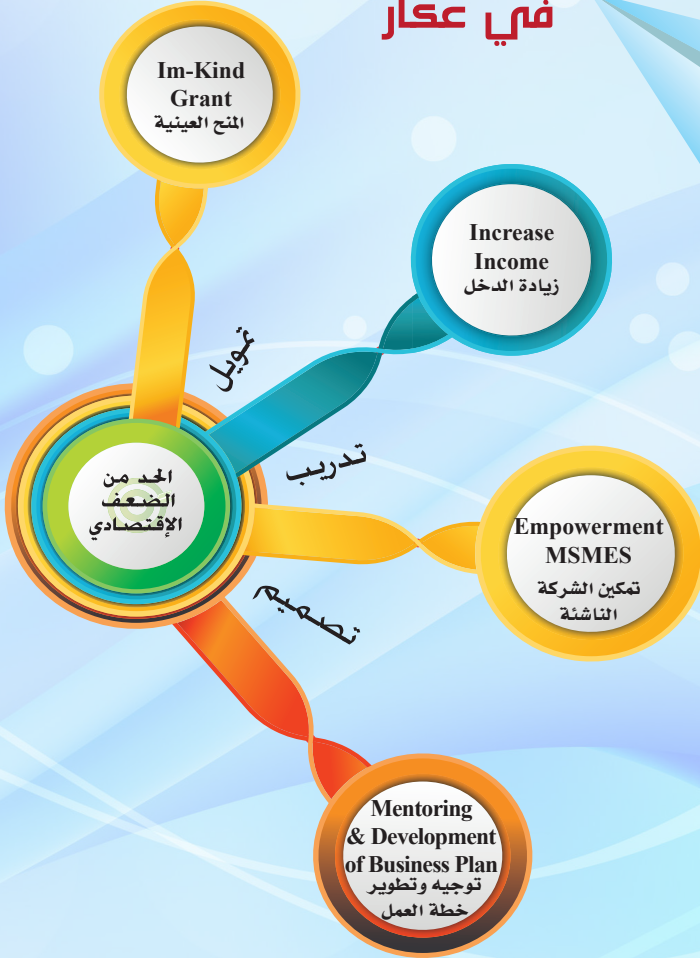 في عكار
Im-Kind
Grant
المنح العينية
Increase
Income
زيادة الدخل
تمويل
تدريب
الحد من
الضعف
الإقتصادي
Empowerment
MSMES
تمكين الشركة
الناشئة
تصميم
Mentoring
& Development
of Business Plan
توجيه وتطوير
خطة العمل